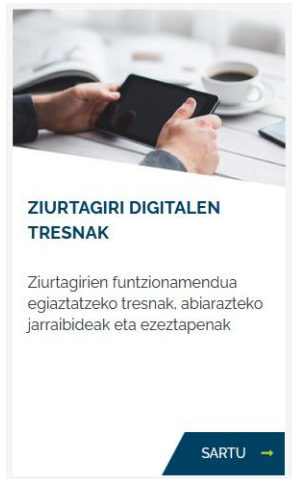 ZIURTAGIRI DIGITALEN
TRESNAK
Ziurtagirien funtzionamendua
egiaztatzeko tresnak, abiarazteko
jarraibideak eta ezeztapenak
SARTU →